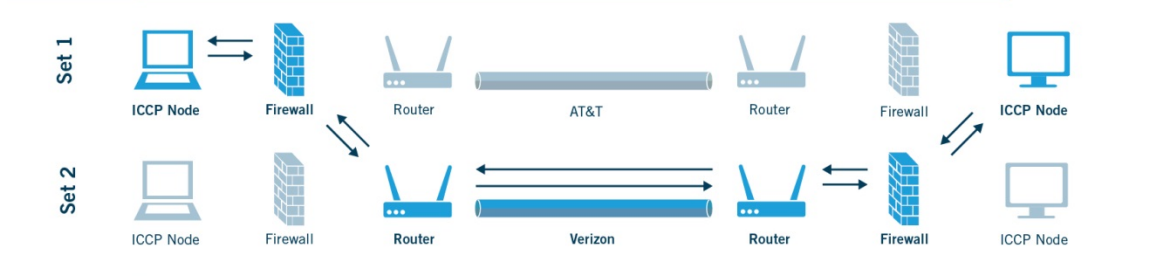 Set 1
ICCP Node
Firewall
Router
AT&T
Router
Firewall
ICCP Node
Set 2
ICCP Node
Firewall
Router
Verizon
Router
Firewall
ICCP Node